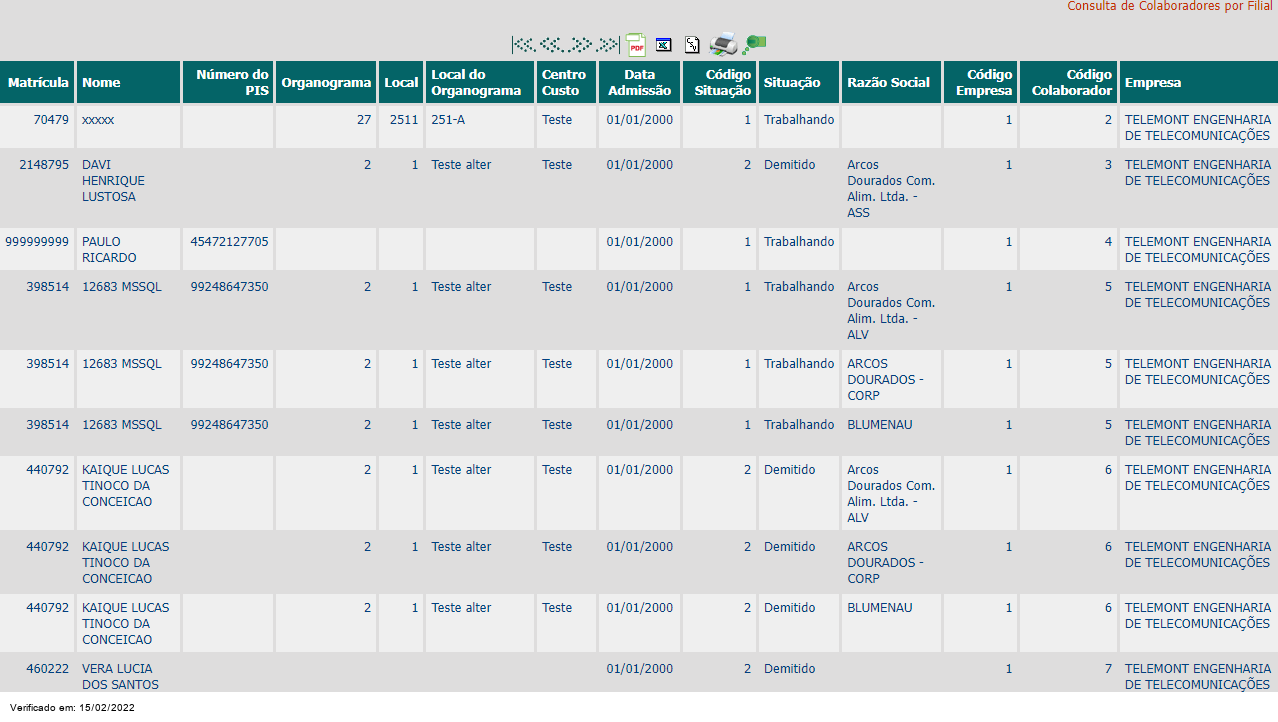 Consulta de Colaboradores por Filial
PDF
Matrícula Nome Número do PIS Organograma Local Local do Organograma Centro Custo Data Admissão Código Situação Situação Razão Social Código Empresa Código Colaborador Empresa
70479 xxxxx 27 2511 251-A Teste 01/01/2000 1 Trabalhando 1 2 TELEMONT ENGENHARIA
DE TELECOMUNICAÇÕES
2148795 DAVI 2 1 Teste alter Teste 01/01/2000 2 Demitido Arcos 1 3 TELEMONT ENGENHARIA
HENRIQUE Dourados Com. DE TELECOMUNICAÇÕES
LUSTOSA Alim. Ltda. -
ASS
999999999 PAULO 45472127705 01/01/2000 1 Trabalhando 1 4 TELEMONT ENGENHARIA
RICARDO DE TELECOMUNICAÇÕES
398514 12683 MSSQL 99248647350 2 1 Teste alter Teste 01/01/2000 1 Trabalhando Arcos 1 5 TELEMONT ENGENHARIA
Dourados Com. DE TELECOMUNICAÇÕES
Alim. Ltda. -
ALV
398514 12683 MSSQL 99248647350 2 1 Teste alter Teste 01/01/2000 1 Trabalhando ARCOS 1 5 TELEMONT ENGENHARIA
DOURADOS - DE TELECOMUNICAÇÕES
CORP
398514 12683 MSSQL 99248647350 2 1 Teste alter Teste 01/01/2000 1 Trabalhando BLUMENAU 1 5 TELEMONT ENGENHARIA
DE TELECOMUNICAÇÕES
440792 KAIQUE LUCAS 2 1 Teste alter Teste 01/01/2000 2 Demitido Arcos 1 6 TELEMONT ENGENHARIA
TINOCO DA Dourados Com. DE TELECOMUNICAÇÕES
CONCEICAO Alim. Ltda. -
ALV
440792 KAIQUE LUCAS 2 1 Teste alter Teste 01/01/2000 2 Demitido ARCOS 1 6 TELEMONT ENGENHARIA
TINOCO DA DOURADOS - DE TELECOMUNICAÇÕES
CONCEICAO CORP
440792 KAIQUE LUCAS 2 1 Teste alter Teste 01/01/2000 2 Demitido BLUMENAU 1 6 TELEMONT ENGENHARIA
TINOCO DA DE TELECOMUNICAÇÕES
CONCEICAO
460222 VERA LUCIA 01/01/2000 2 Demitido 1 7 TELEMONT ENGENHARIA
DOS SANTOS DE TELECOMUNICAÇÕES
Verificado em: 15/02/2022